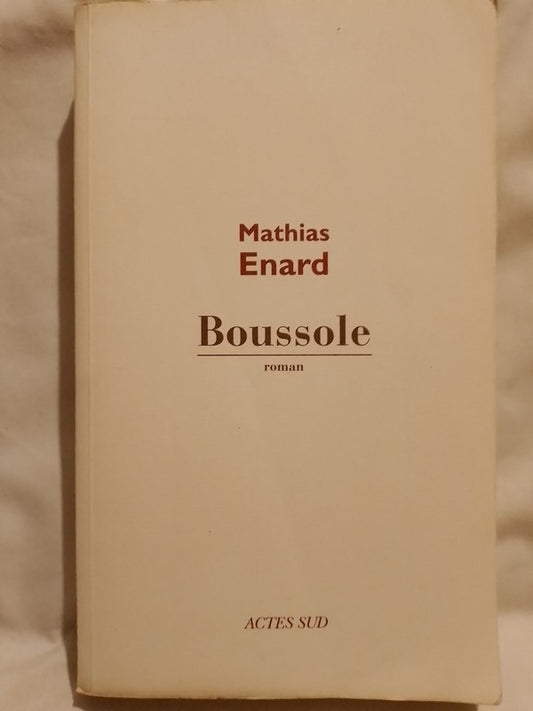 Mathias
Enard
Boussole
roman
ACTES SUD